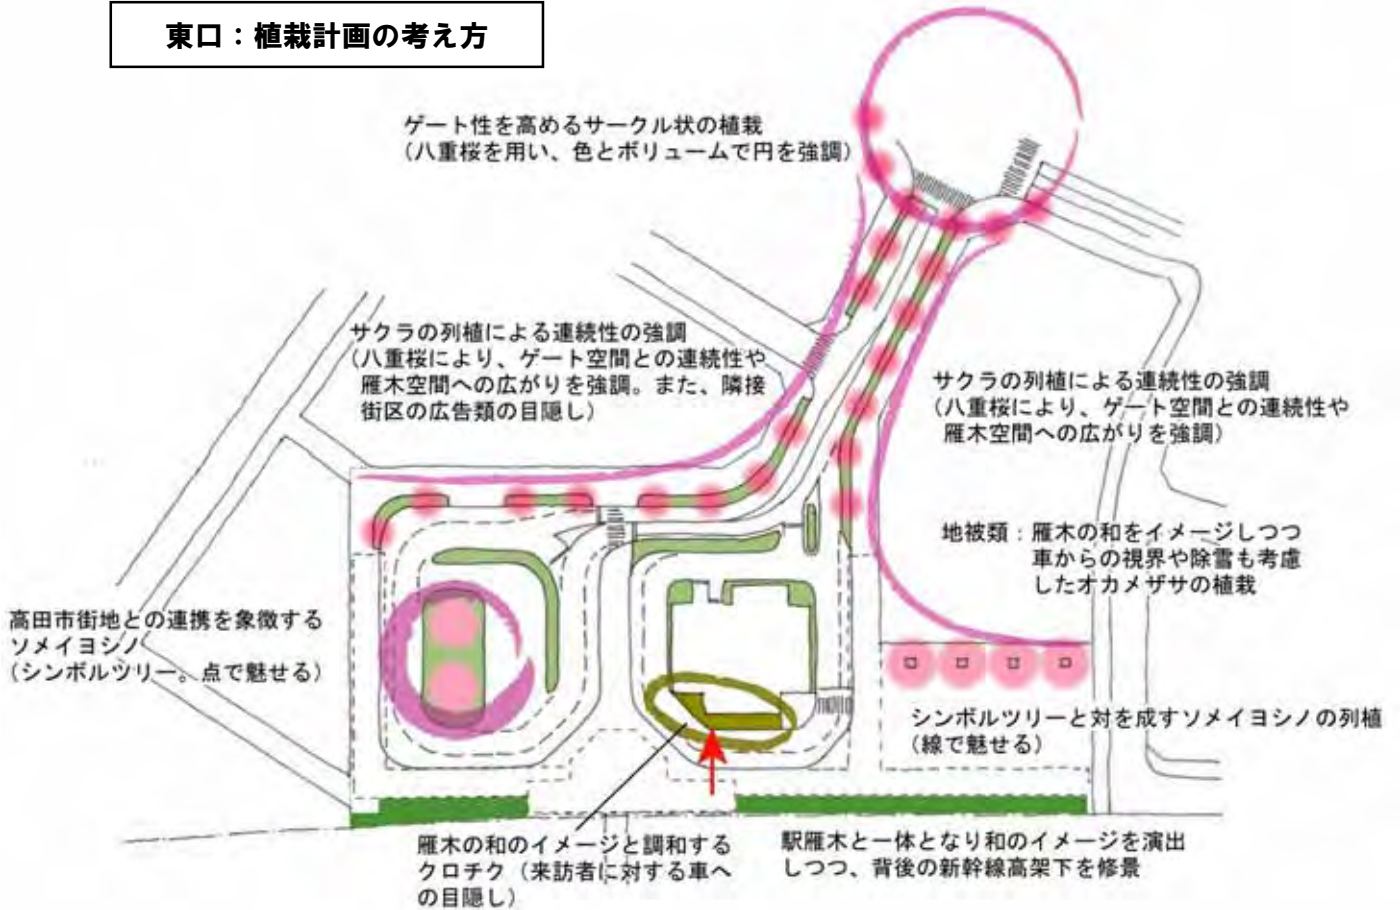 東口：植栽計画の考え方
ゲート性を高めるサークル状の植栽
（八重桜を用い、色とボリュームで円を強調）
サクラの列植による連続性の強調
（八重桜により、ゲート空間との連続性や
雁木空間への広がりを強調。また、隣接
街区の広告類の目隠し）
サクラの列植による連続性の強調
（八重桜により、ゲート空間との連続性や
雁木空間への広がりを強調）
地被類：雁木の和をイメージしつつ
車からの視界や除雪も考慮
したオカメザサの植栽
高田市街地との連携を象徴する
ソメイヨシノ
（シンボルツリー。点で魅せる）
シンボルツリーと対を成すソメイヨシノの列植
（線で魅せる）
雁木の和のイメージと調和する
クロチク（来訪者に対する車へ
の目隠し）
駅雁木と一体となり和のイメージを演出
しつつ、背後の新幹線高架下を修景